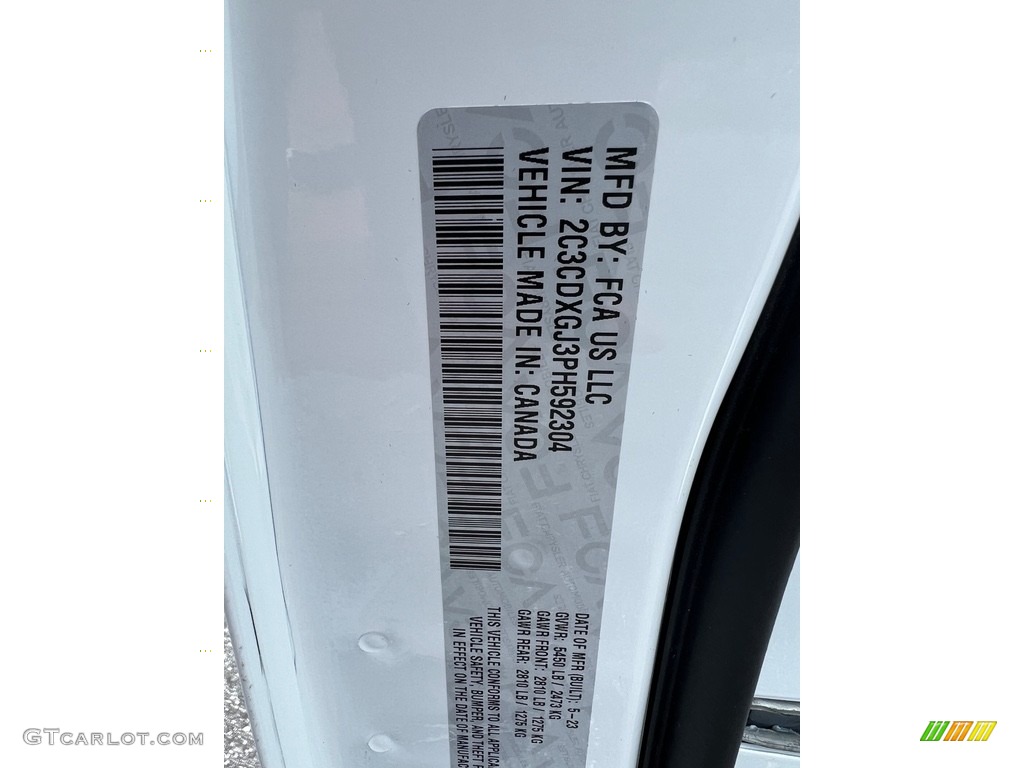 MFD BY: FCA US LLC
VIN: 2C3CDXGJ3PH592304
VEHICLE MADE IN: CANADA
DATE OF MFR (BUILT): 5-23
GVWR: 5450 LB / 2473 KG
GAWR FRONT: 2810 LB / 1275 KG
GAWR REAR: 2810 LB / 1275 KG
THIS VEHICLE CONFORMS TO ALL
VEHICLE SAFETY, BUMPER, AND THEFT
IN EFFECT ON THE DATE OF
GTCARLOT.COM